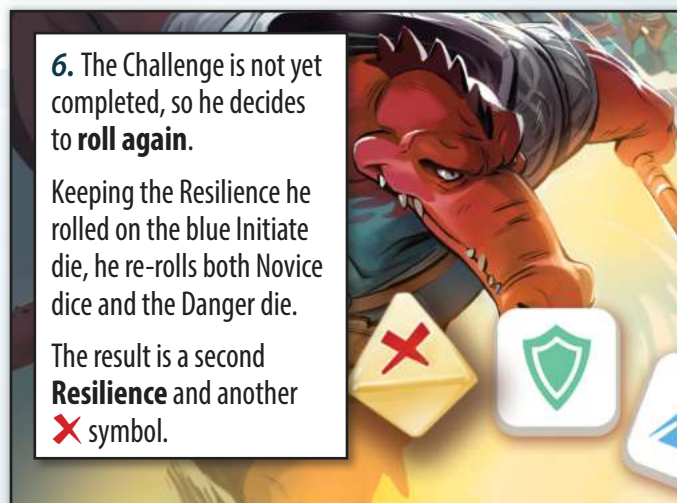 6. The Challenge is not yet
completed, so he decides
to roll again.
Keeping the Resilience he
rolled on the blue Initiate
die, he re-rolls both Novice
dice and the Danger die.
The result is a second
Resilience and another
✗ symbol.